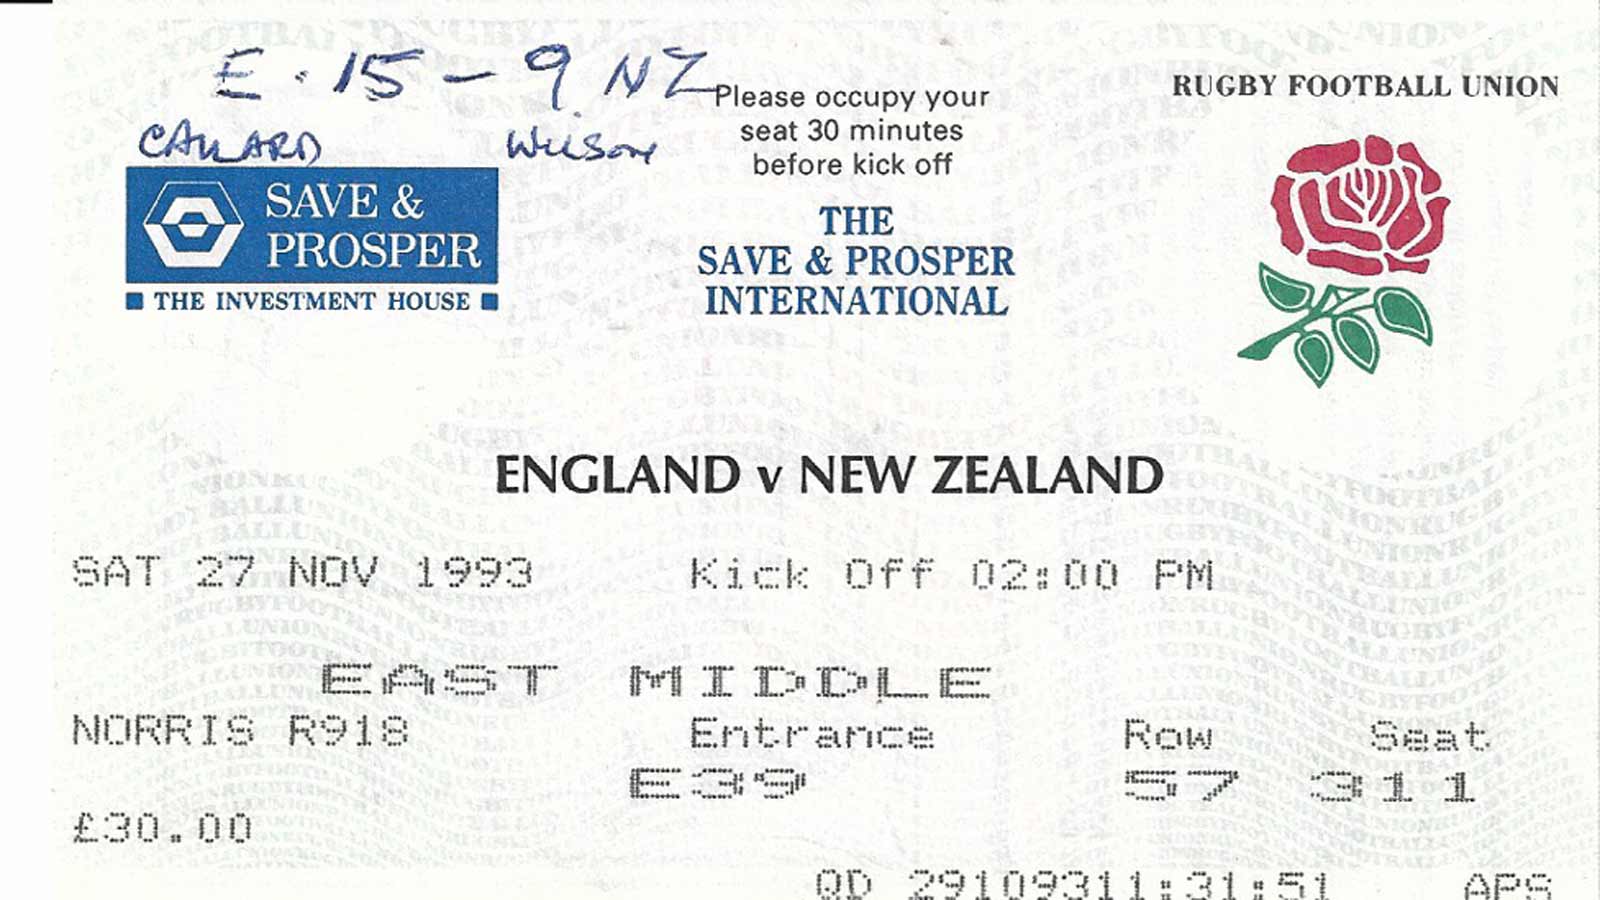 E. 15 - 9 NZ
CALLARD Wilson
RUGBY FOOTBALL UNION
Please occupy your
seat 30 minutes
before kick off
SAVE &
PROSPER
THE INVESTMENT HOUSE
THE
SAVE & PROSPER
INTERNATIONAL
ENGLAND v NEW ZEALAND
SAT 27 NOV 1993 Kick Off 02:00 PM
EAST MIDDLE
NORRIS R918 Entrance Row Seat
E39 57 311
£30.00
QD 29109311:31:51 APS